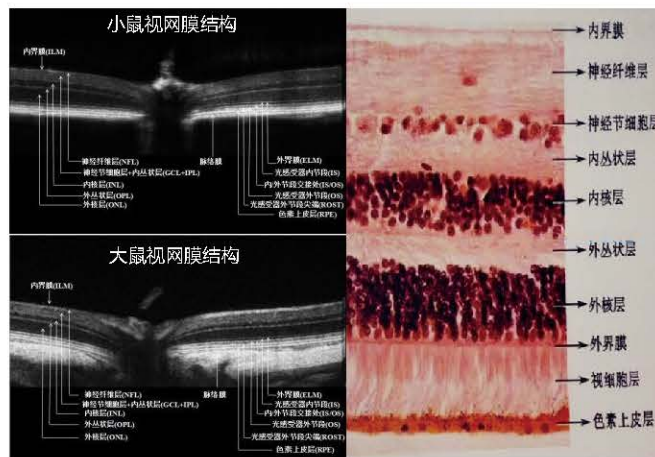 小鼠视网膜结构
内界膜(ILM)
神经纤维层(NFL)
神经节细胞层+内丛状层(GCL+IPL)
内核层(INL)
外丛状层(OPL)
外核层(ONL)
脉络膜
外界膜(ELM)
光感受器内节段(IS)
内/外节段交接处(IS/OS)
光感受器外节段(OS)
光感受器外节段尖端(ROST)
色素上皮层(RPE)
大鼠视网膜结构
内界膜(ILM)
神经纤维层(NFL)
神经节细胞层+内丛状层(GCL+IPL)
内核层(INL)
外丛状层(OPL)
外核层(ONL)
脉络膜
外界膜(ELM)
光感受器内节段(IS)
内/外节段交接处(IS/OS)
光感受器外节段(OS)
光感受器外节段尖端(ROST)
色素上皮层(RPE)
内界膜
神经纤维层
神经节细胞层
内丛状层
内核层
外丛状层
外核层
外界膜
视细胞层
色素上皮层